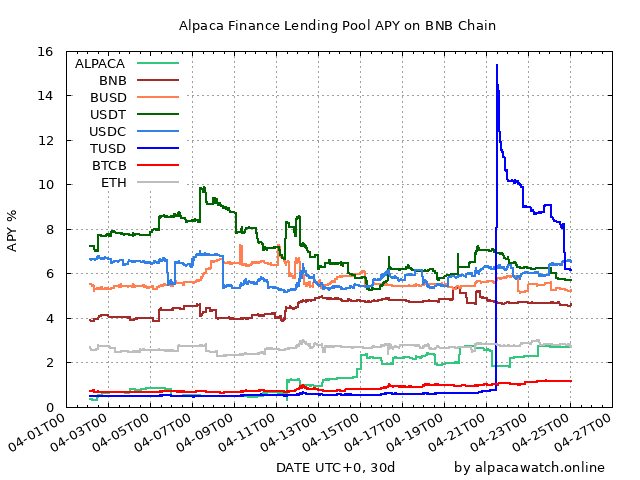 Alpaca Finance Lending Pool APY on BNB Chain
APY %
16
14
12
10
8
6
4
2
0
ALPACA
BNB
BUSD
USDT
USDC
TUSD
BTCB
ETH
04-01T00
04-03T00
04-05T00
04-07T00
04-09T00
04-11T00
04-13T00
04-15T00
04-17T00
04-19T00
04-21T00
04-23T00
04-25T00
04-27T00
DATE UTC+0, 30d
by alpacawatch.online